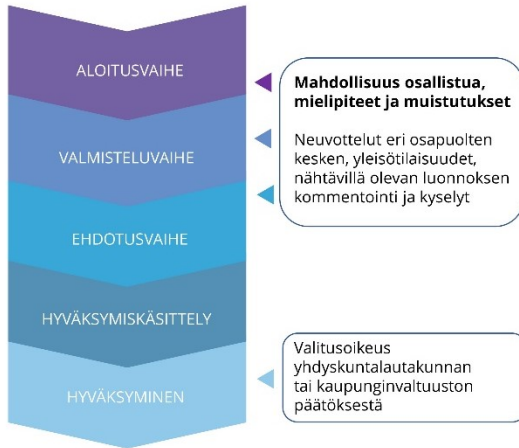 ALOITUSVAIHE
Mahdollisuus osallistua,
mielipiteet ja muistutukset
Neuvottelut eri osapuolten
kesken, yleisötilaisuudet,
nähtävillä olevan luonnoksen
kommentointi ja kyselyt
VALMISTELUVAIHE
EHDOTUSVAIHE
HYVÄKSYMISKÄSITTELY
Valitusoikeus
yhdyskuntalautakunnan
tai kaupunginvaltuuston
päätöksestä
HYVÄKSYMINEN